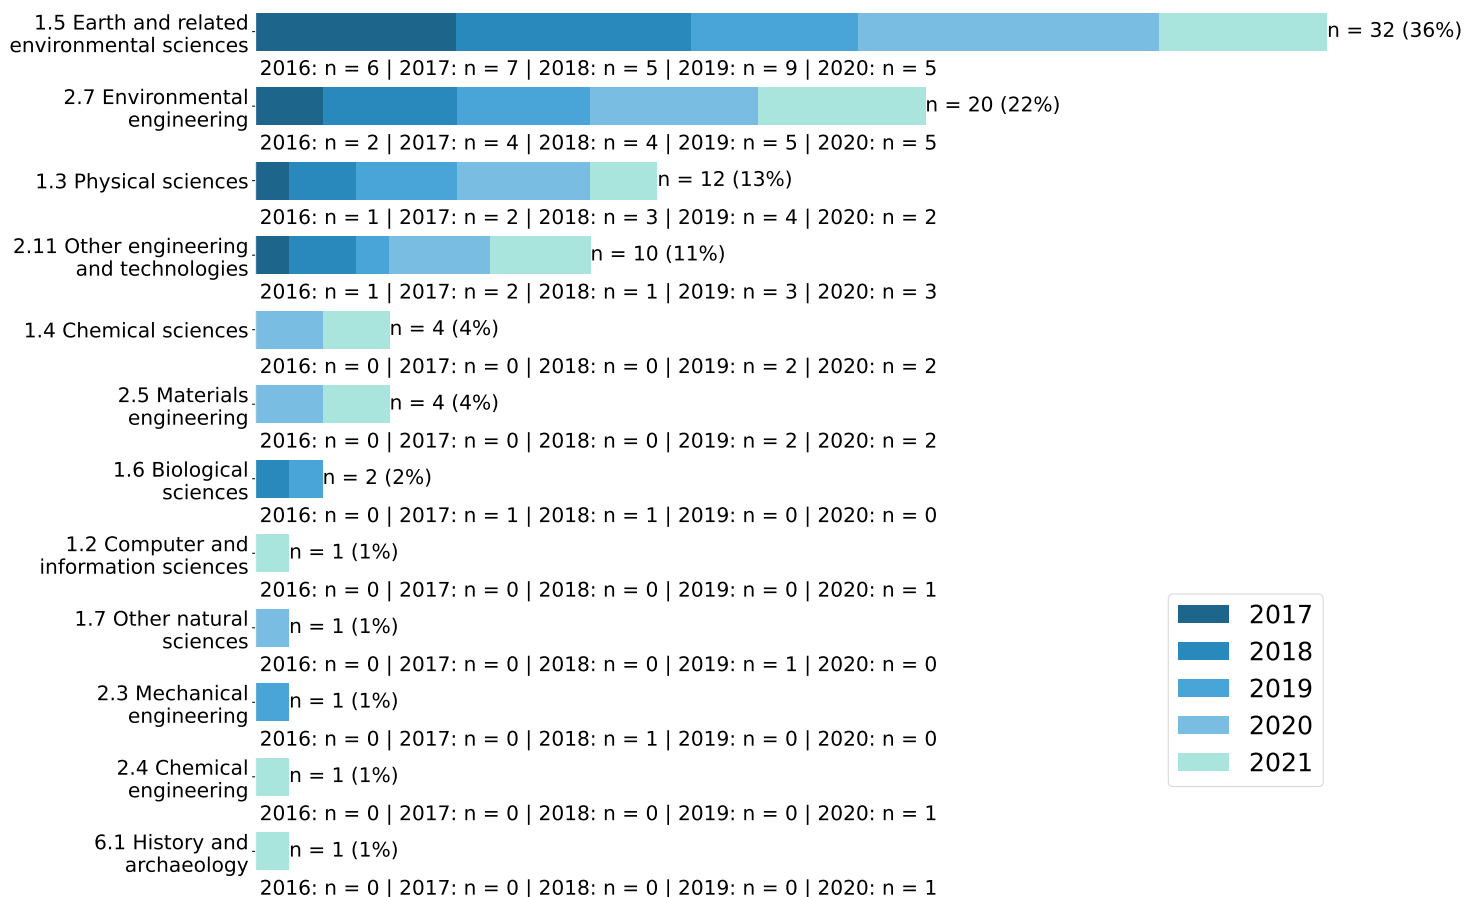 1.5 Earth and related
environmental sciences
n = 32 (36%)
2016: n = 6 | 2017: n = 7 | 2018: n = 5 | 2019: n = 9 | 2020: n = 5
2.7 Environmental
engineering
n = 20 (22%)
2016: n = 2 | 2017: n = 4 | 2018: n = 4 | 2019: n = 5 | 2020: n = 5
1.3 Physical sciences
n = 12 (13%)
2016: n = 1 | 2017: n = 2 | 2018: n = 3 | 2019: n = 4 | 2020: n = 2
2.11 Other engineering
and technologies
n = 10 (11%)
2016: n = 1 | 2017: n = 2 | 2018: n = 1 | 2019: n = 3 | 2020: n = 3
1.4 Chemical sciences
n = 4 (4%)
2016: n = 0 | 2017: n = 0 | 2018: n = 0 | 2019: n = 2 | 2020: n = 2
2.5 Materials
engineering
n = 4 (4%)
2016: n = 0 | 2017: n = 0 | 2018: n = 0 | 2019: n = 2 | 2020: n = 2
1.6 Biological
sciences
n = 2 (2%)
2016: n = 0 | 2017: n = 1 | 2018: n = 1 | 2019: n = 0 | 2020: n = 0
1.2 Computer and
information sciences
n = 1 (1%)
2016: n = 0 | 2017: n = 0 | 2018: n = 0 | 2019: n = 0 | 2020: n = 1
1.7 Other natural
sciences
n = 1 (1%)
2016: n = 0 | 2017: n = 0 | 2018: n = 0 | 2019: n = 1 | 2020: n = 0
2.3 Mechanical
engineering
n = 1 (1%)
2016: n = 0 | 2017: n = 0 | 2018: n = 1 | 2019: n = 0 | 2020: n = 0
2.4 Chemical
engineering
n = 1 (1%)
2016: n = 0 | 2017: n = 0 | 2018: n = 0 | 2019: n = 0 | 2020: n = 1
6.1 History and
archaeology
n = 1 (1%)
2016: n = 0 | 2017: n = 0 | 2018: n = 0 | 2019: n = 0 | 2020: n = 1
2017
2018
2019
2020
2021